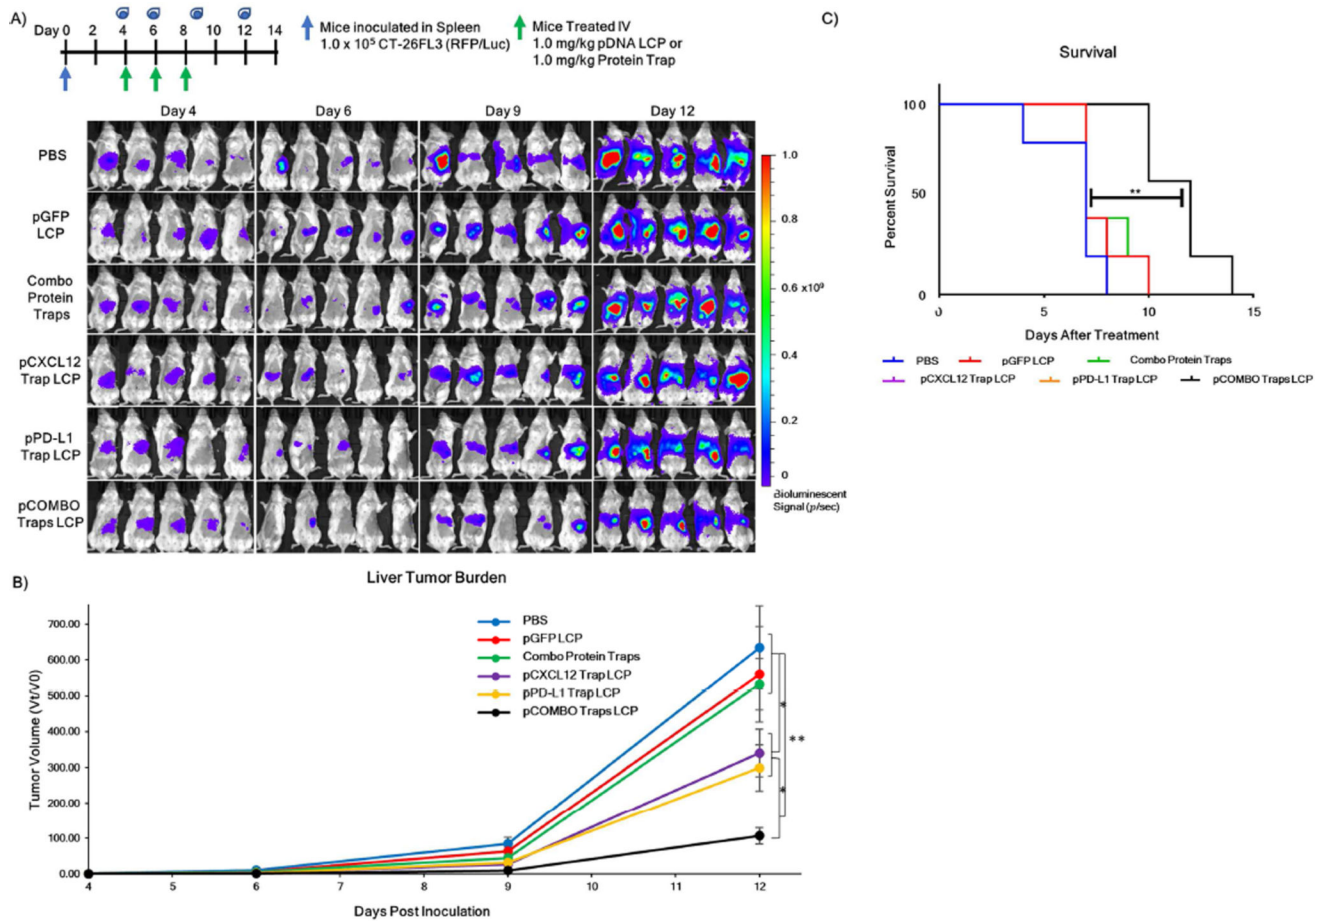 A)
Day 0 2 4 6 8 10 12 14
Mice inoculated in Spleen
1.0 x 10⁵ CT-26FL3 (RFP/Luc)
Mice Treated IV
1.0 mg/kg pDNA LCP or
1.0 mg/kg Protein Trap
Day 4 Day 6 Day 9 Day 12
PBS
pGFP
LCP
Combo
Protein
Traps
pCXCL12
Trap LCP
pPD-L1
Trap LCP
pCOMBO
Traps LCP
1.0
0.8
0.6 x10⁹
0.4
0.2
0
Bioluminescent
Signal (p/sec)
B)
Liver Tumor Burden
Tumor Volume (Vt/V0)
700.00
600.00
500.00
400.00
300.00
200.00
100.00
0.00
4 5 6 7 8 9 10 11 12
Days Post Inoculation
PBS
pGFP LCP
Combo Protein Traps
pCXCL12 Trap LCP
pPD-L1 Trap LCP
pCOMBO Traps LCP
*
**
*
C)
Survival
Percent Survival
100
50
0
**
0 5 10 15
Days After Treatment
PBS pGFP LCP Combo Protein Traps
pCXCL12 Trap LCP pPD-L1 Trap LCP pCOMBO Traps LCP